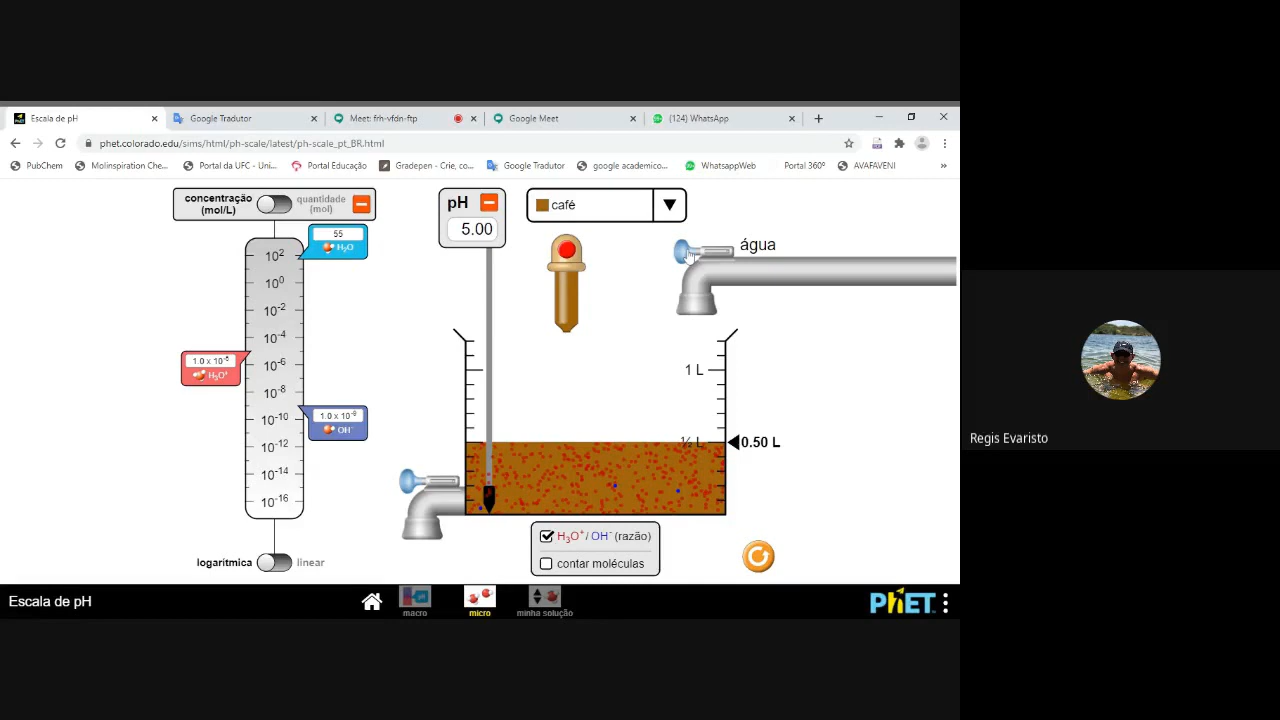 Escala de pH
Google Tradutor
Meet: frh-vfdn-ftp
Google Meet
(124) WhatsApp
phet.colorado.edu/sims/html/ph-scale/latest/ph-scale_pt_BR.html
PubChem
Molinspiration Che...
Portal da UFC - Uni...
Portal Educação
Gradepen - Crie, co...
Google Tradutor
google academico...
WhatsappWeb
Portal 360º
AVAFAVENI
»
concentração
(mol/L)
quantidade
(mol)
pH
5.00
café
água
55
H₂O
10²
10⁰
10⁻²
10⁻⁴
10⁻⁶
10⁻⁸
10⁻¹⁰
10⁻¹²
10⁻¹⁴
10⁻¹⁶
1.0 x 10⁻⁵
H₃O⁺
1.0 x 10⁻⁹
OH⁻
1 L
½ L
0.50 L
H₃O⁺/ OH⁻ (razão)
contar moléculas
logarítmica
linear
Regis Evaristo
Escala de pH
macro
micro
minha solução
PhET